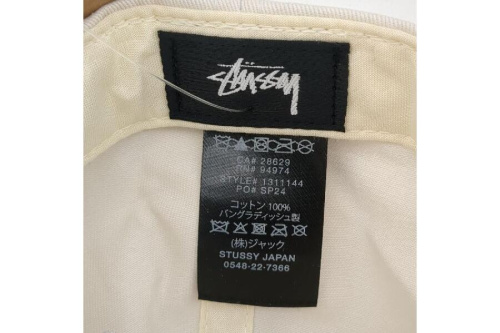 Stüssy
CA# 28629
RN# 94974
STYLE# 1311144
PO# SP24
コットン 100%
バングラディッシュ製
(株)ジャック
STUSSY JAPAN
0548-22-7366